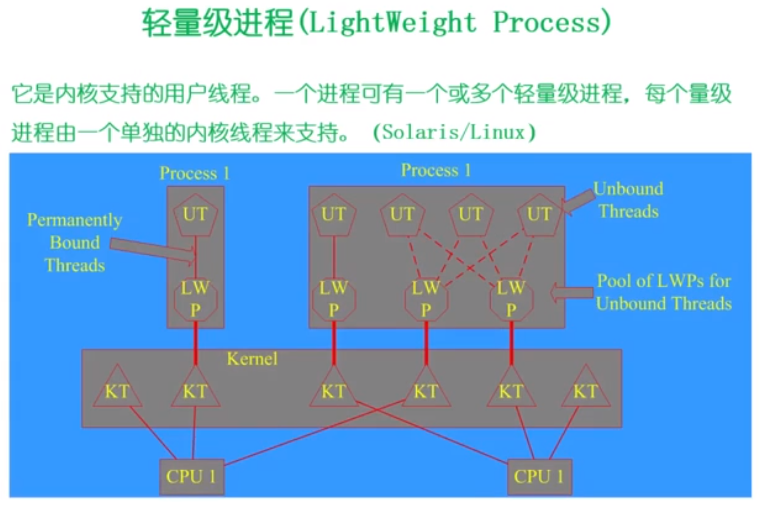 轻量级进程(LightWeight Process)
它是内核支持的用户线程。一个进程可有一个或多个轻量级进程，每个量级
进程由一个单独的内核线程来支持。（Solaris/Linux）
Process 1
Process 1
Unbound
Threads
UT
UT
UT
UT
UT
Permanently
Bound
Threads
LW
P
LW
P
LW
P
LW
P
Pool of LWPs for
Unbound Threads
Kernel
KT
KT
KT
KT
KT
KT
CPU 1
CPU 1